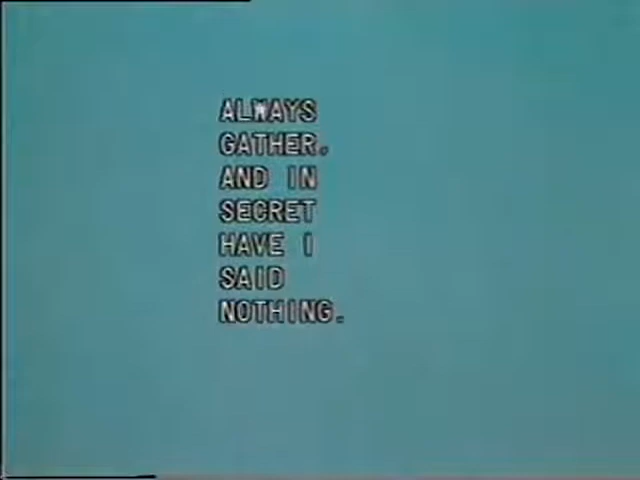 ALWAYS
GATHER.
AND IN
SECRET
HAVE I
SAID
NOTHING.